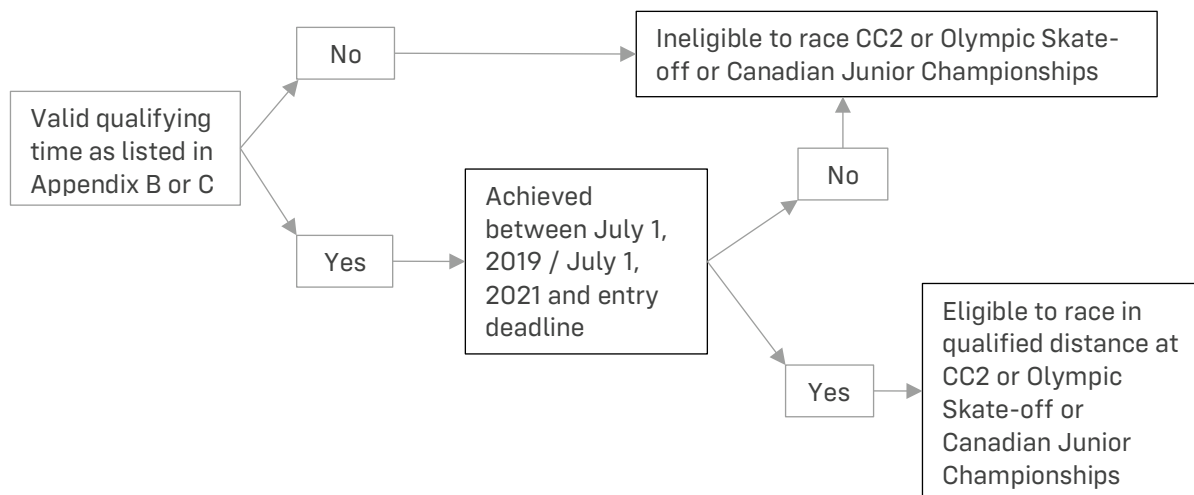 No
Ineligible to race CC2 or Olympic Skate-
off or Canadian Junior Championships
Valid qualifying
time as listed in
Appendix B or C
No
Achieved
between July 1,
2019 / July 1,
2021 and entry
deadline
Yes
Eligible to race in
qualified distance at
CC2 or Olympic
Skate-off or
Canadian Junior
Championships
Yes